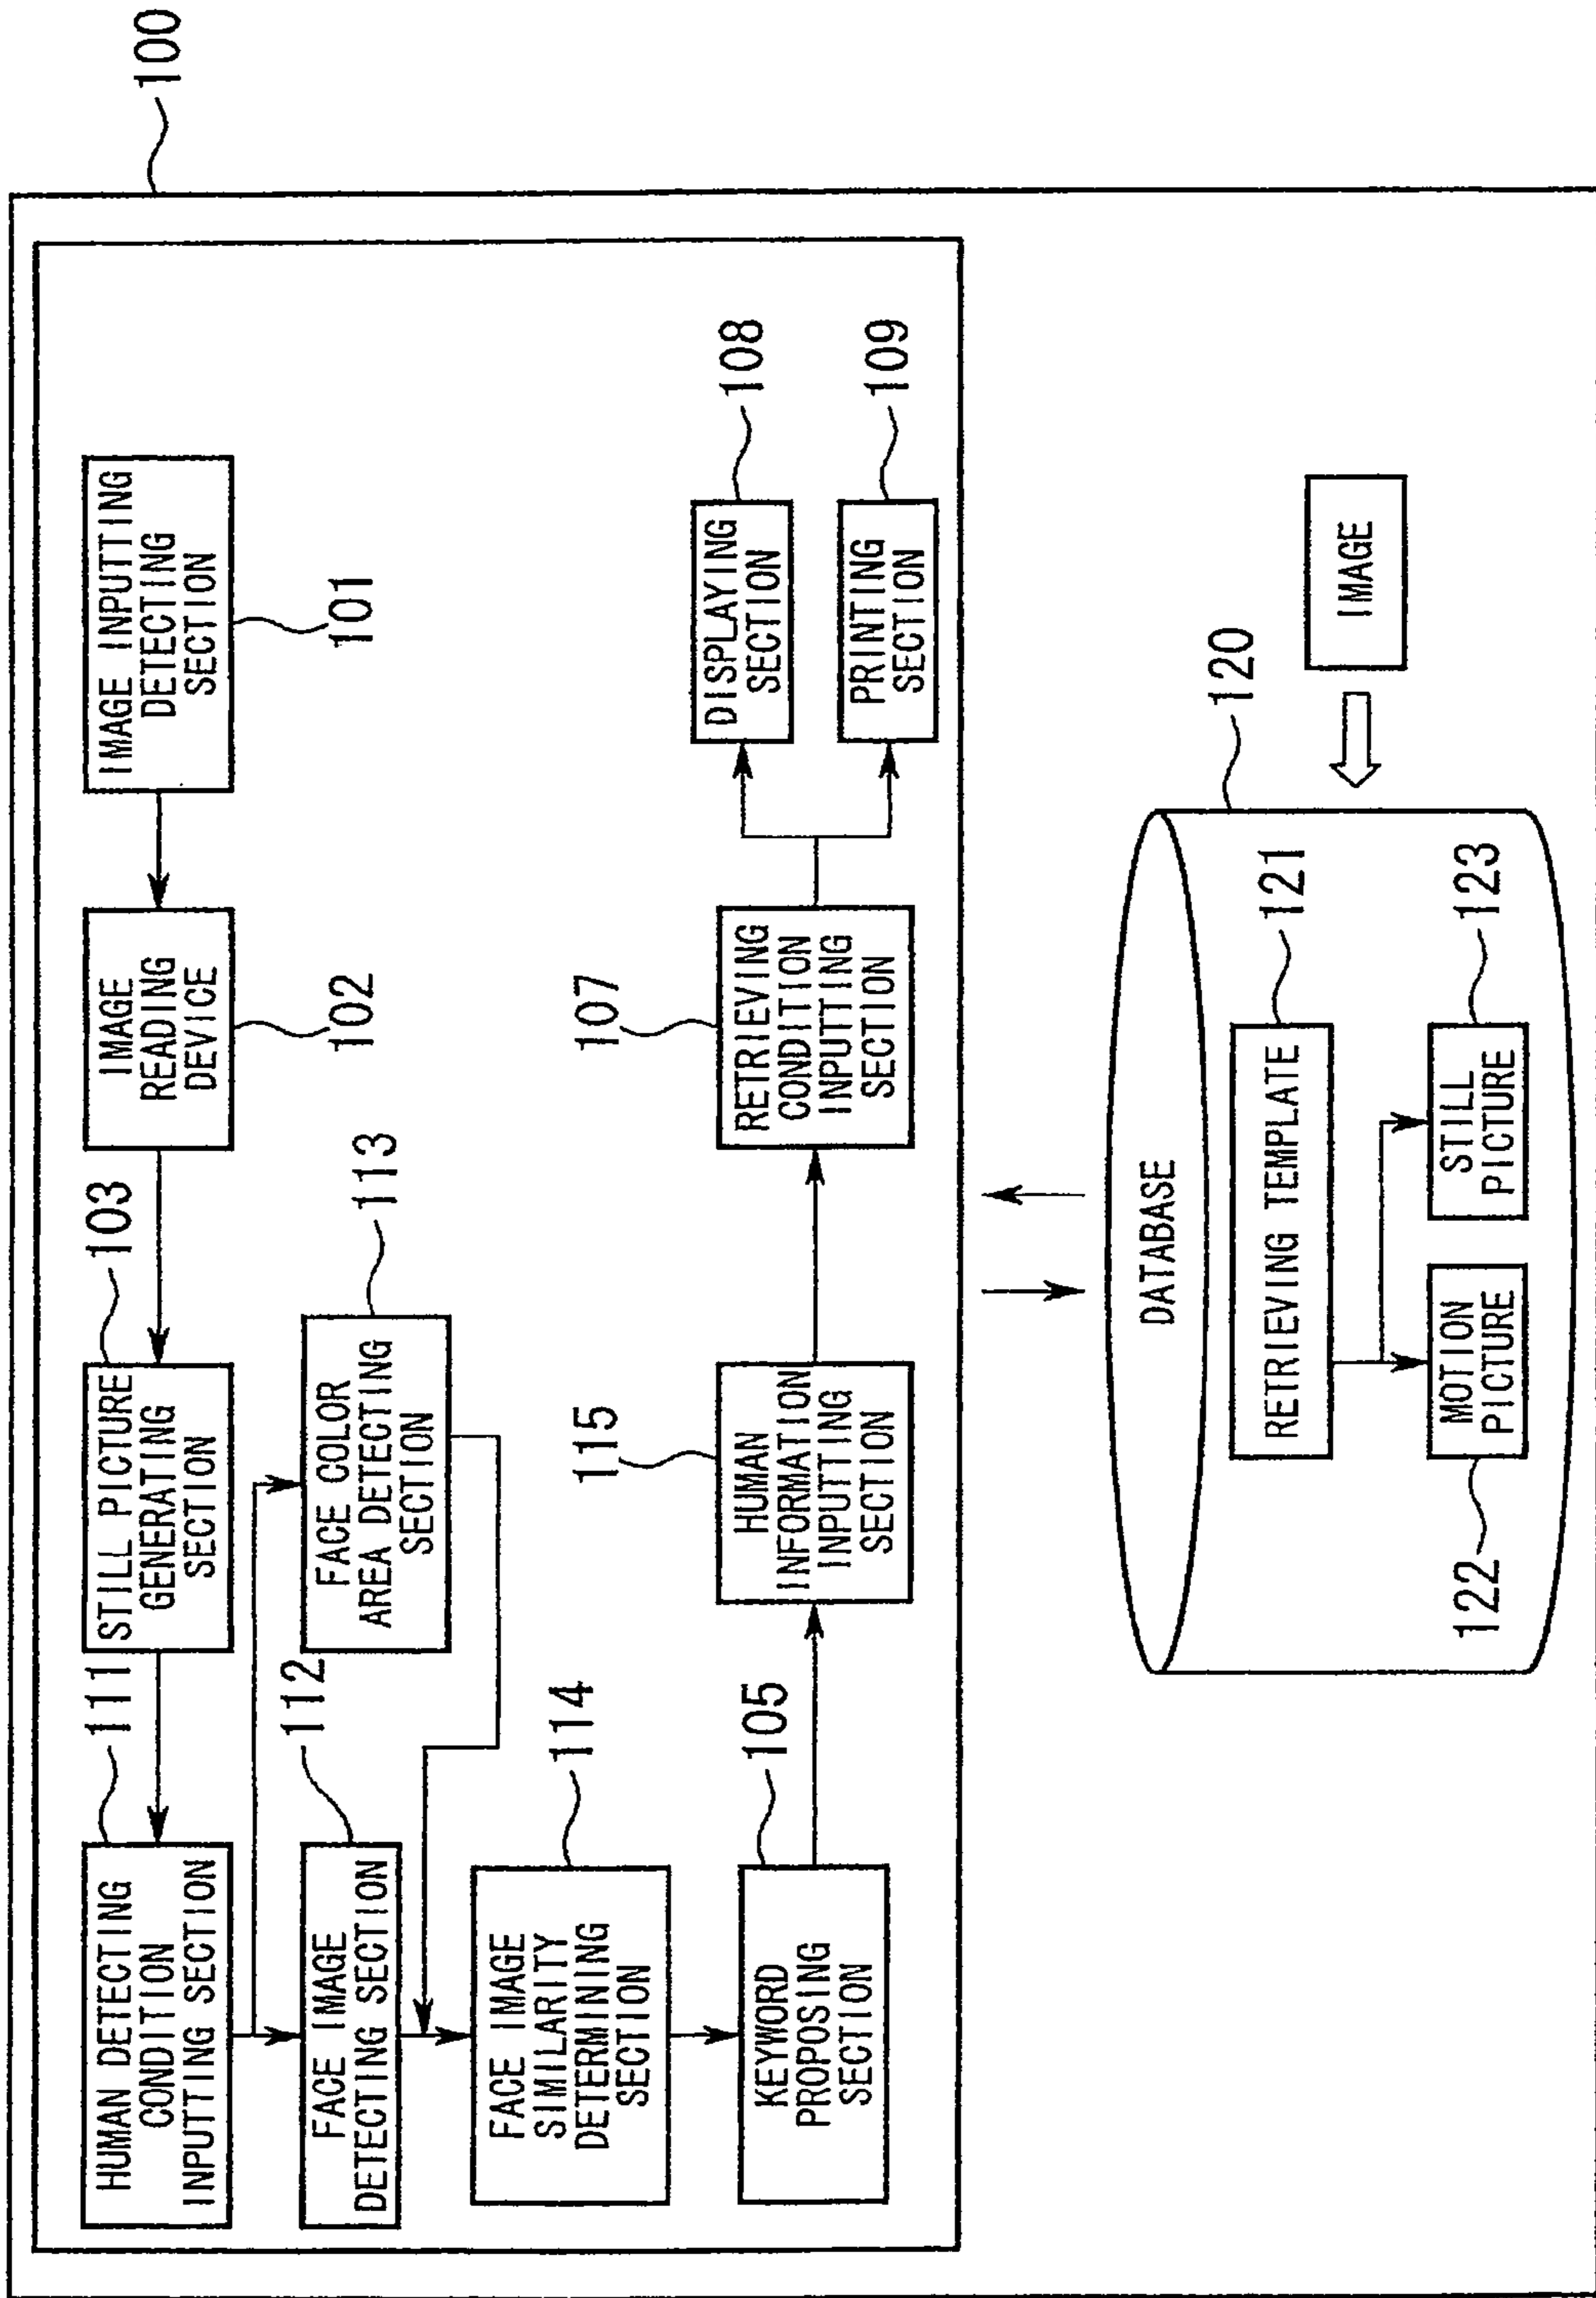 100
IMAGE INPUTTING
DETECTING
SECTION
101
IMAGE
READING
DEVICE
102
STILL PICTURE
GENERATING
SECTION
103
HUMAN DETECTING
CONDITION
INPUTTING SECTION
111
FACE IMAGE
DETECTING SECTION
112
FACE COLOR
AREA DETECTING
SECTION
113
FACE IMAGE
SIMILARITY
DETERMINING
SECTION
114
KEYWORD
PROPOSING
SECTION
105
HUMAN
INFORMATION
INPUTTING
SECTION
115
RETRIEVING
CONDITION
INPUTTING
SECTION
107
DISPLAYING
SECTION
108
PRINTING
SECTION
109
DATABASE
120
RETRIEVING TEMPLATE
121
MOTION
PICTURE
122
STILL
PICTURE
123
IMAGE